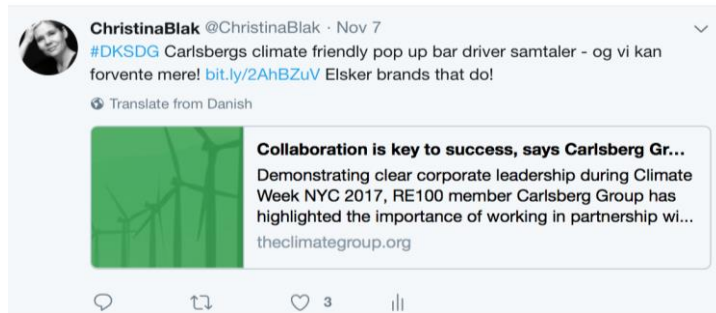 ChristinaBlak @ChristinaBlak · Nov 7
#DKSDG Carlsbergs climate friendly pop up bar driver samtaler - og vi kan
forvente mere! bit.ly/2AhBZuV Elsker brands that do!
Translate from Danish
Collaboration is key to success, says Carlsberg Gr...
Demonstrating clear corporate leadership during Climate
Week NYC 2017, RE100 member Carlsberg Group has
highlighted the importance of working in partnership wi...
theclimategroup.org
3